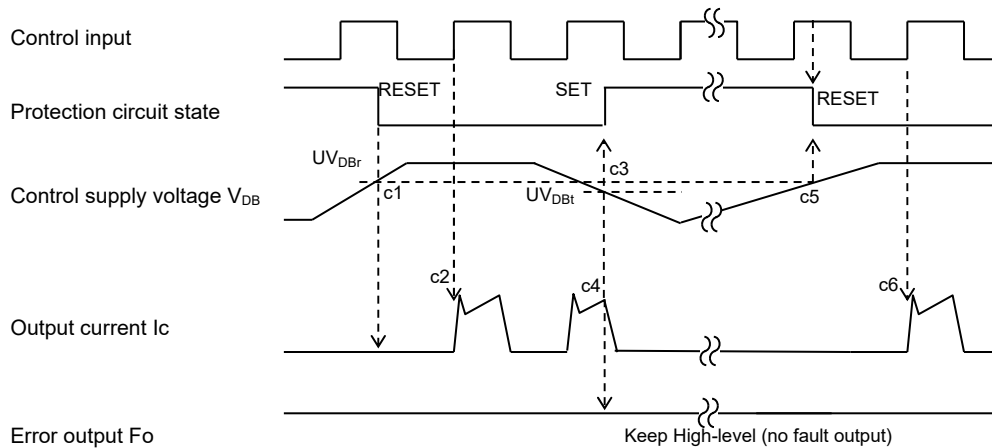 Control input
RESET
SET
RESET
Protection circuit state
UVDBr
c1
c3
UVDBt
c5
Control supply voltage VDB
c2
c4
c6
Output current Ic
Error output Fo
Keep High-level (no fault output)